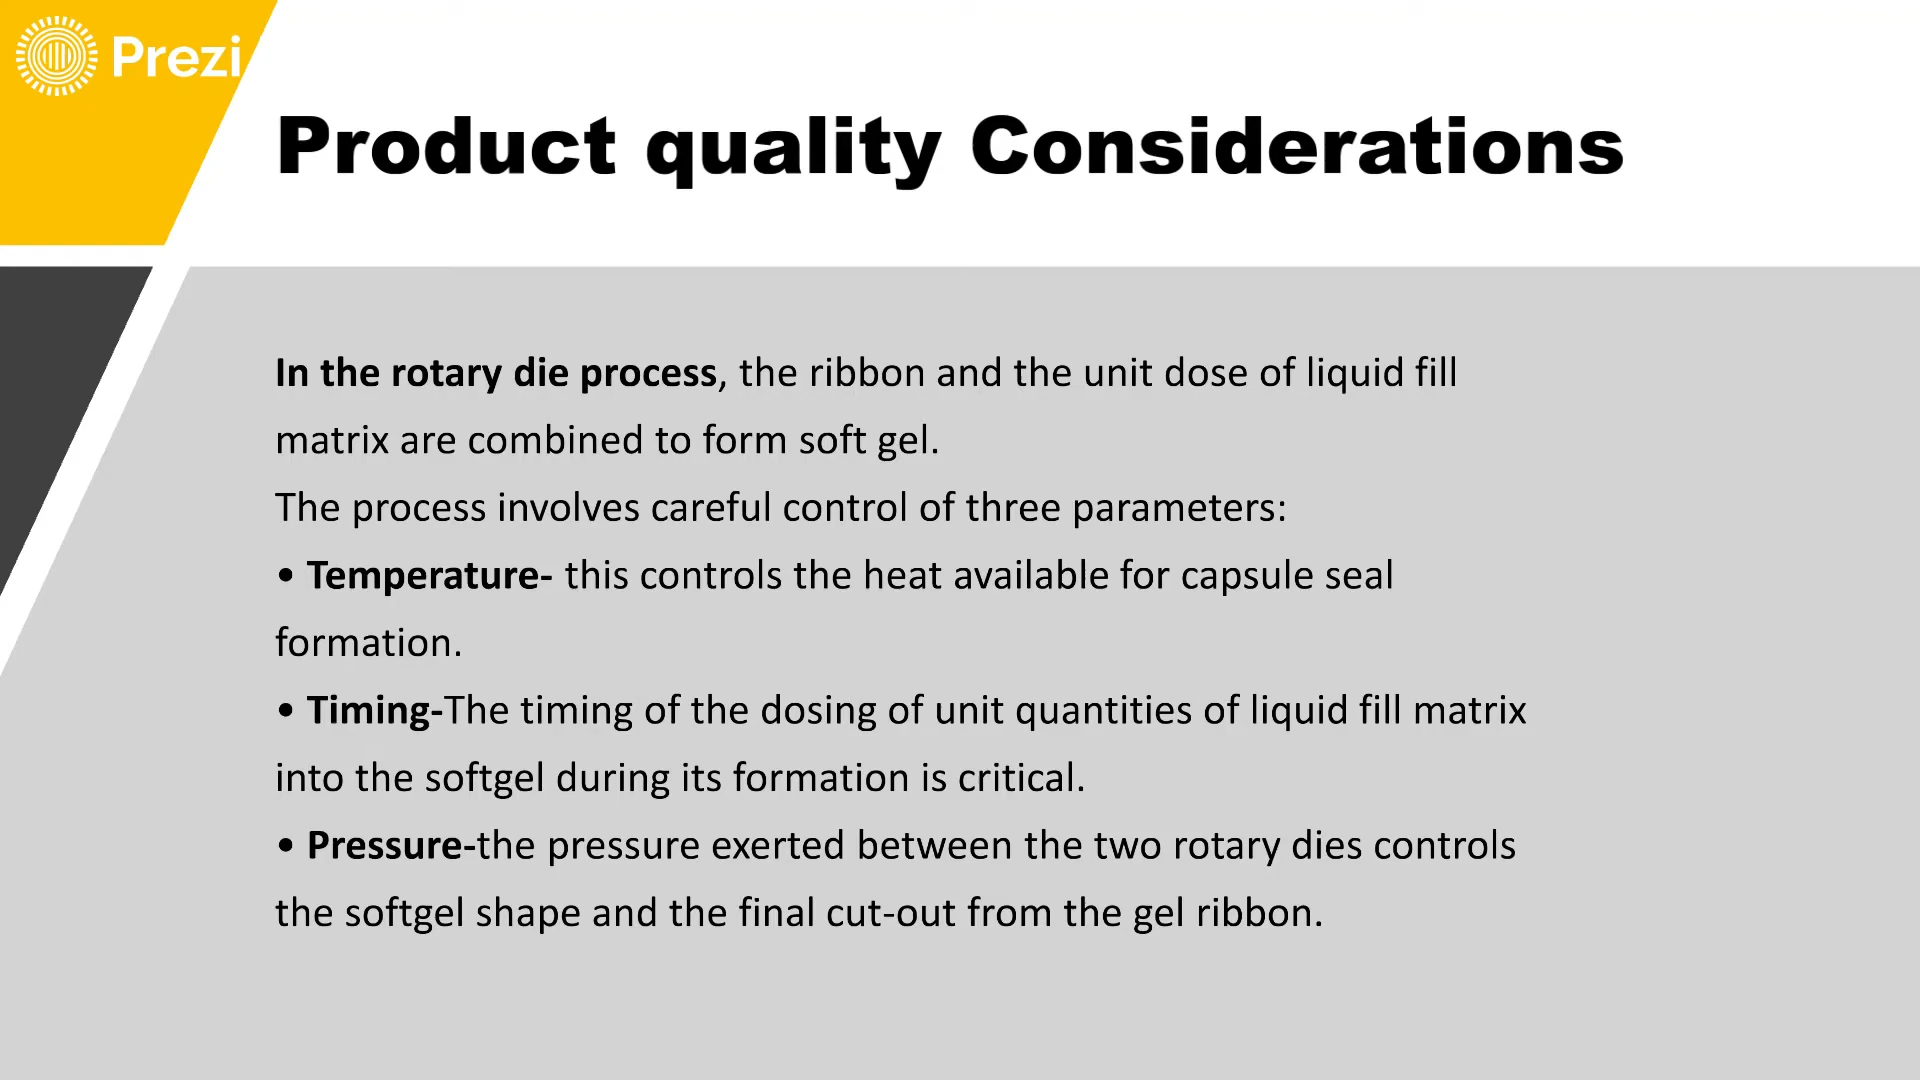 Prezi
Product quality Considerations
In the rotary die process, the ribbon and the unit dose of liquid fill
matrix are combined to form soft gel.
The process involves careful control of three parameters:
• Temperature- this controls the heat available for capsule seal
formation.
• Timing-The timing of the dosing of unit quantities of liquid fill matrix
into the softgel during its formation is critical.
• Pressure-the pressure exerted between the two rotary dies controls
the softgel shape and the final cut-out from the gel ribbon.